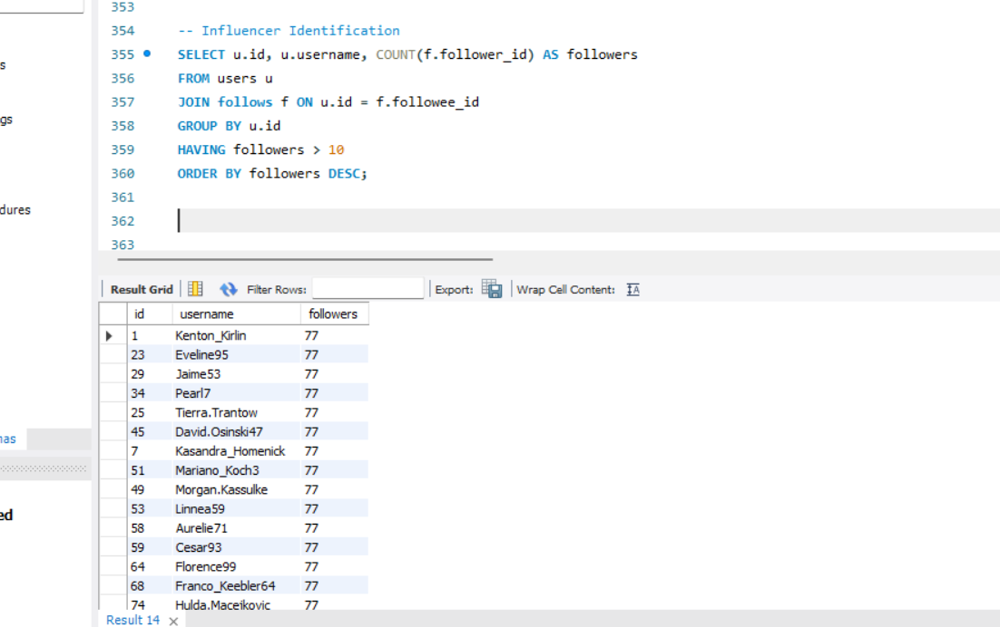 353
354 -- Influencer Identification
355 SELECT u.id, u.username, COUNT(f.follower_id) AS followers
s
356 FROM users u
357 JOIN follows f ON u.id = f.followee_id
gs
358 GROUP BY u.id
359 HAVING followers > 10
360 ORDER BY followers DESC;
361
dures
362
363
Result Grid Filter Rows: Export: Wrap Cell Content:
id username followers
1 Kenton_Kirlin 77
23 Eveline95 77
29 Jaime53 77
34 Pearl7 77
25 Tierra.Trantow 77
45 David.Osinski47 77
nas
7 Kasandra_Homenick 77
51 Mariano_Koch3 77
49 Morgan.Kassulke 77
53 Linnea59 77
ed
58 Aurelie71 77
59 Cesar93 77
64 Florence99 77
68 Franco_Keebler64 77
74 Hulda.Macejkovic 77
Result 14